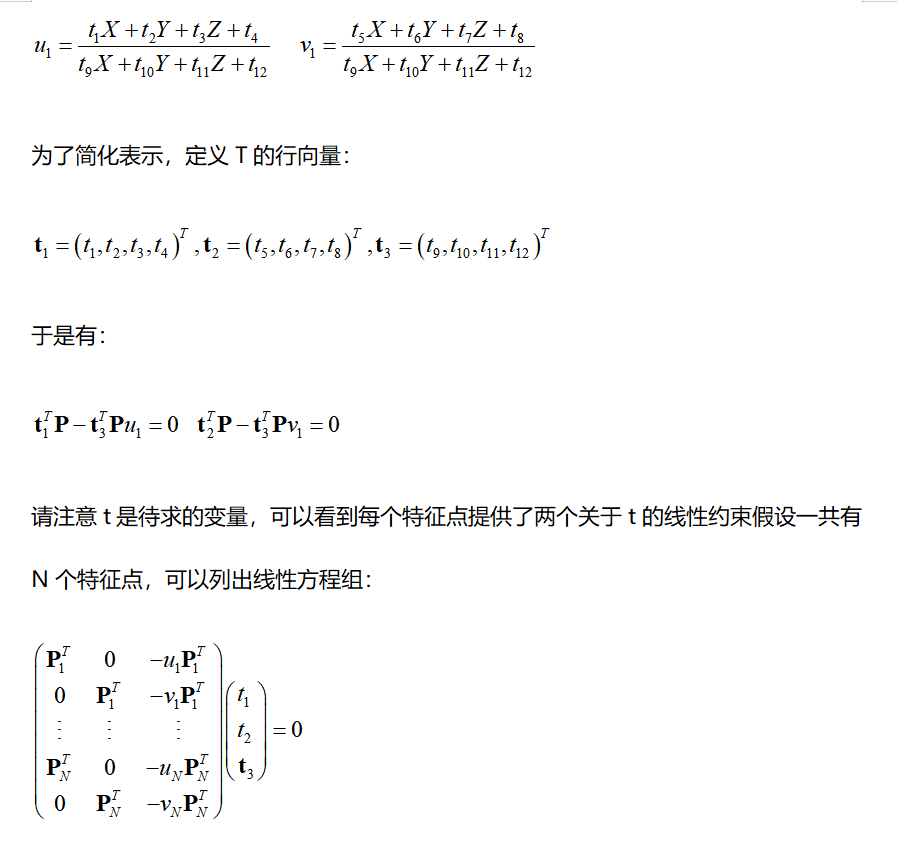 $u_1 = \frac{t_1X + t_2Y + t_3Z + t_4}{t_9X + t_{10}Y + t_{11}Z + t_{12}} \quad v_1 = \frac{t_5X + t_6Y + t_7Z + t_8}{t_9X + t_{10}Y + t_{11}Z + t_{12}}$
为了简化表示，定义 T 的行向量：
$\mathbf{t}_1 = (t_1, t_2, t_3, t_4)^T, \mathbf{t}_2 = (t_5, t_6, t_7, t_8)^T, \mathbf{t}_3 = (t_9, t_{10}, t_{11}, t_{12})^T$
于是有：
$\mathbf{t}_1^T\mathbf{P} - \mathbf{t}_3^T\mathbf{P}u_1 = 0 \quad \mathbf{t}_2^T\mathbf{P} - \mathbf{t}_3^T\mathbf{P}v_1 = 0$
请注意 t 是待求的变量，可以看到每个特征点提供了两个关于 t 的线性约束假设一共有
N 个特征点，可以列出线性方程组：
$\begin{pmatrix} \mathbf{P}_1^T & 0 & -u_1\mathbf{P}_1^T \\ 0 & \mathbf{P}_1^T & -v_1\mathbf{P}_1^T \\ \vdots & \vdots & \vdots \\ \mathbf{P}_N^T & 0 & -u_N\mathbf{P}_N^T \\ 0 & \mathbf{P}_N^T & -v_N\mathbf{P}_N^T \end{pmatrix} \begin{pmatrix} t_1 \\ t_2 \\ \mathbf{t}_3 \end{pmatrix} = 0$